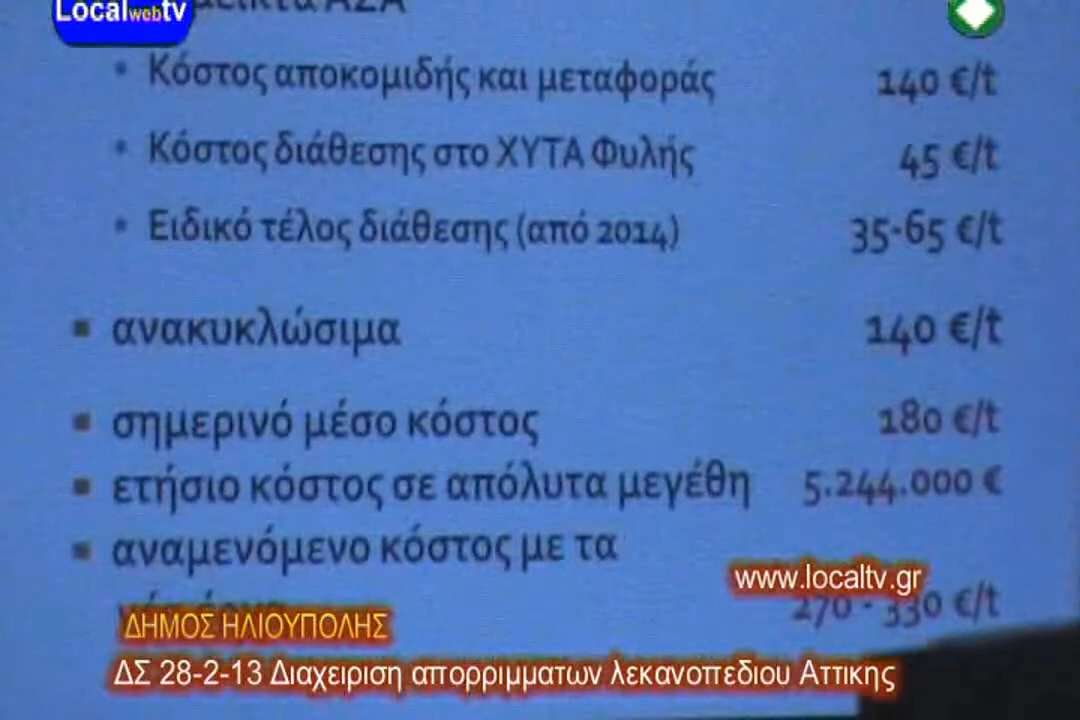 Localwebtv
ΑΣΑ
• Κόστος αποκομιδής και μεταφοράς 140 €/t
• Κόστος διάθεσης στο ΧΥΤΑ Φυλής 45 €/t
• Ειδικό τέλος διάθεσης (από 2014) 35-65 €/t
▪ ανακυκλώσιμα 140 €/t
▪ σημερινό μέσο κόστος 180 €/t
▪ ετήσιο κόστος σε απόλυτα μεγέθη 5.244.000 €
▪ αναμενόμενο κόστος με τα
www.localtv.gr
270 - 330 €/t
ΔΗΜΟΣ ΗΛΙΟΥΠΟΛΗΣ
ΔΣ 28-2-13 Διαχειριση απορριμματων λεκανοπεδιου Αττικης